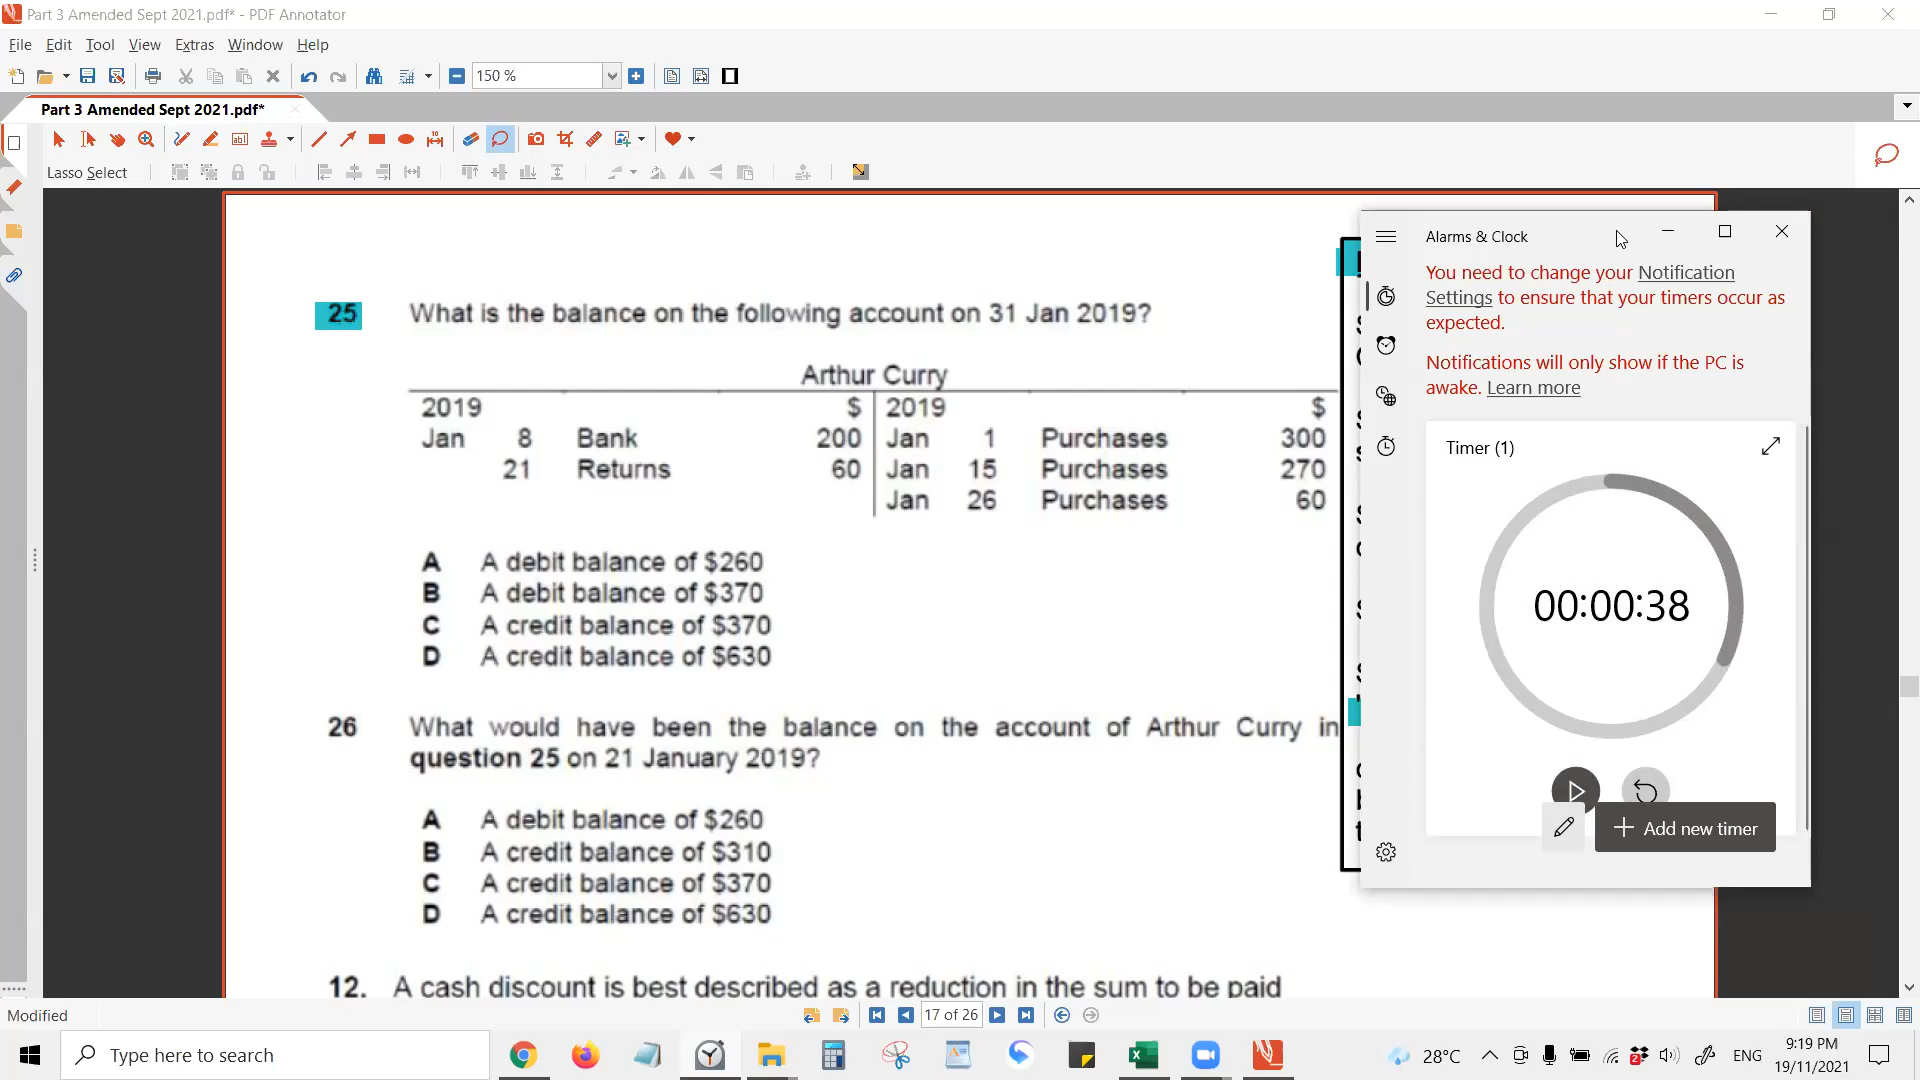 Part 3 Amended Sept 2021.pdf* - PDF Annotator
File Edit Tool View Extras Window Help
150 %
Part 3 Amended Sept 2021.pdf*
Lasso Select
25 What is the balance on the following account on 31 Jan 2019?
Arthur Curry
2019 $ 2019 $
Jan 8 Bank 200 Jan 1 Purchases 300
21 Returns 60 Jan 15 Purchases 270
Jan 26 Purchases 60
A A debit balance of $260
B A debit balance of $370
C A credit balance of $370
D A credit balance of $630
26 What would have been the balance on the account of Arthur Curry in
question 25 on 21 January 2019?
A A debit balance of $260
B A credit balance of $310
C A credit balance of $370
D A credit balance of $630
12. A cash discount is best described as a reduction in the sum to be paid
Alarms & Clock
You need to change your Notification
Settings to ensure that your timers occur as
expected.
Notifications will only show if the PC is
awake. Learn more
Timer (1)
00:00:38
Add new timer
Modified
17 of 26
Type here to search
28°C
ENG
9:19 PM
19/11/2021